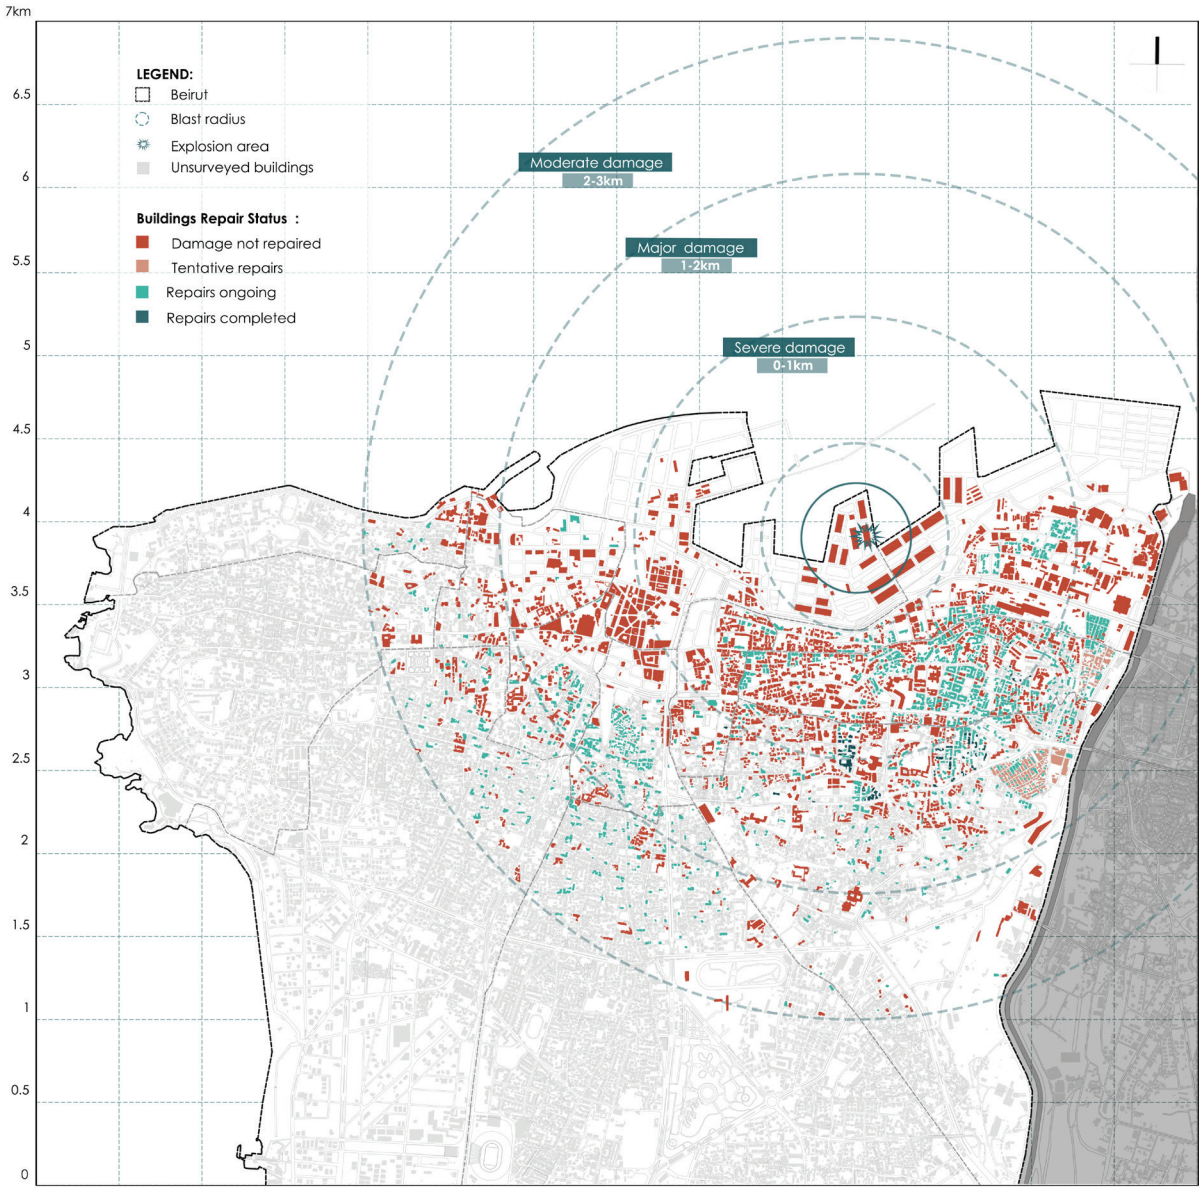 7km
LEGEND:
Beirut
6.5
Blast radius
Explosion area
Unsurveyed buildings
Moderate damage
2-3km
6
Buildings Repair Status :
Damage not repaired
Major damage
1-2km
5.5
Tentative repairs
Repairs ongoing
Repairs completed
5
Severe damage
0-1km
4.5
4
3.5
3
2.5
2
1.5
1
0.5
0